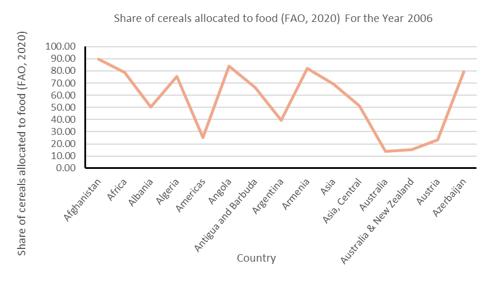 Share of cereals allocated to food (FAO, 2020) For the Year 2006
Share of cereals allocated to food (FAO, 2020)
100.00
90.00
80.00
70.00
60.00
50.00
40.00
30.00
20.00
10.00
0.00
Afghanistan
Africa
Albania
Algeria
Americas
Angola
Antigua and Barbuda
Argentina
Armenia
Asia
Asia, Central
Australia
Australia & New Zealand
Austria
Azerbaijan
Country